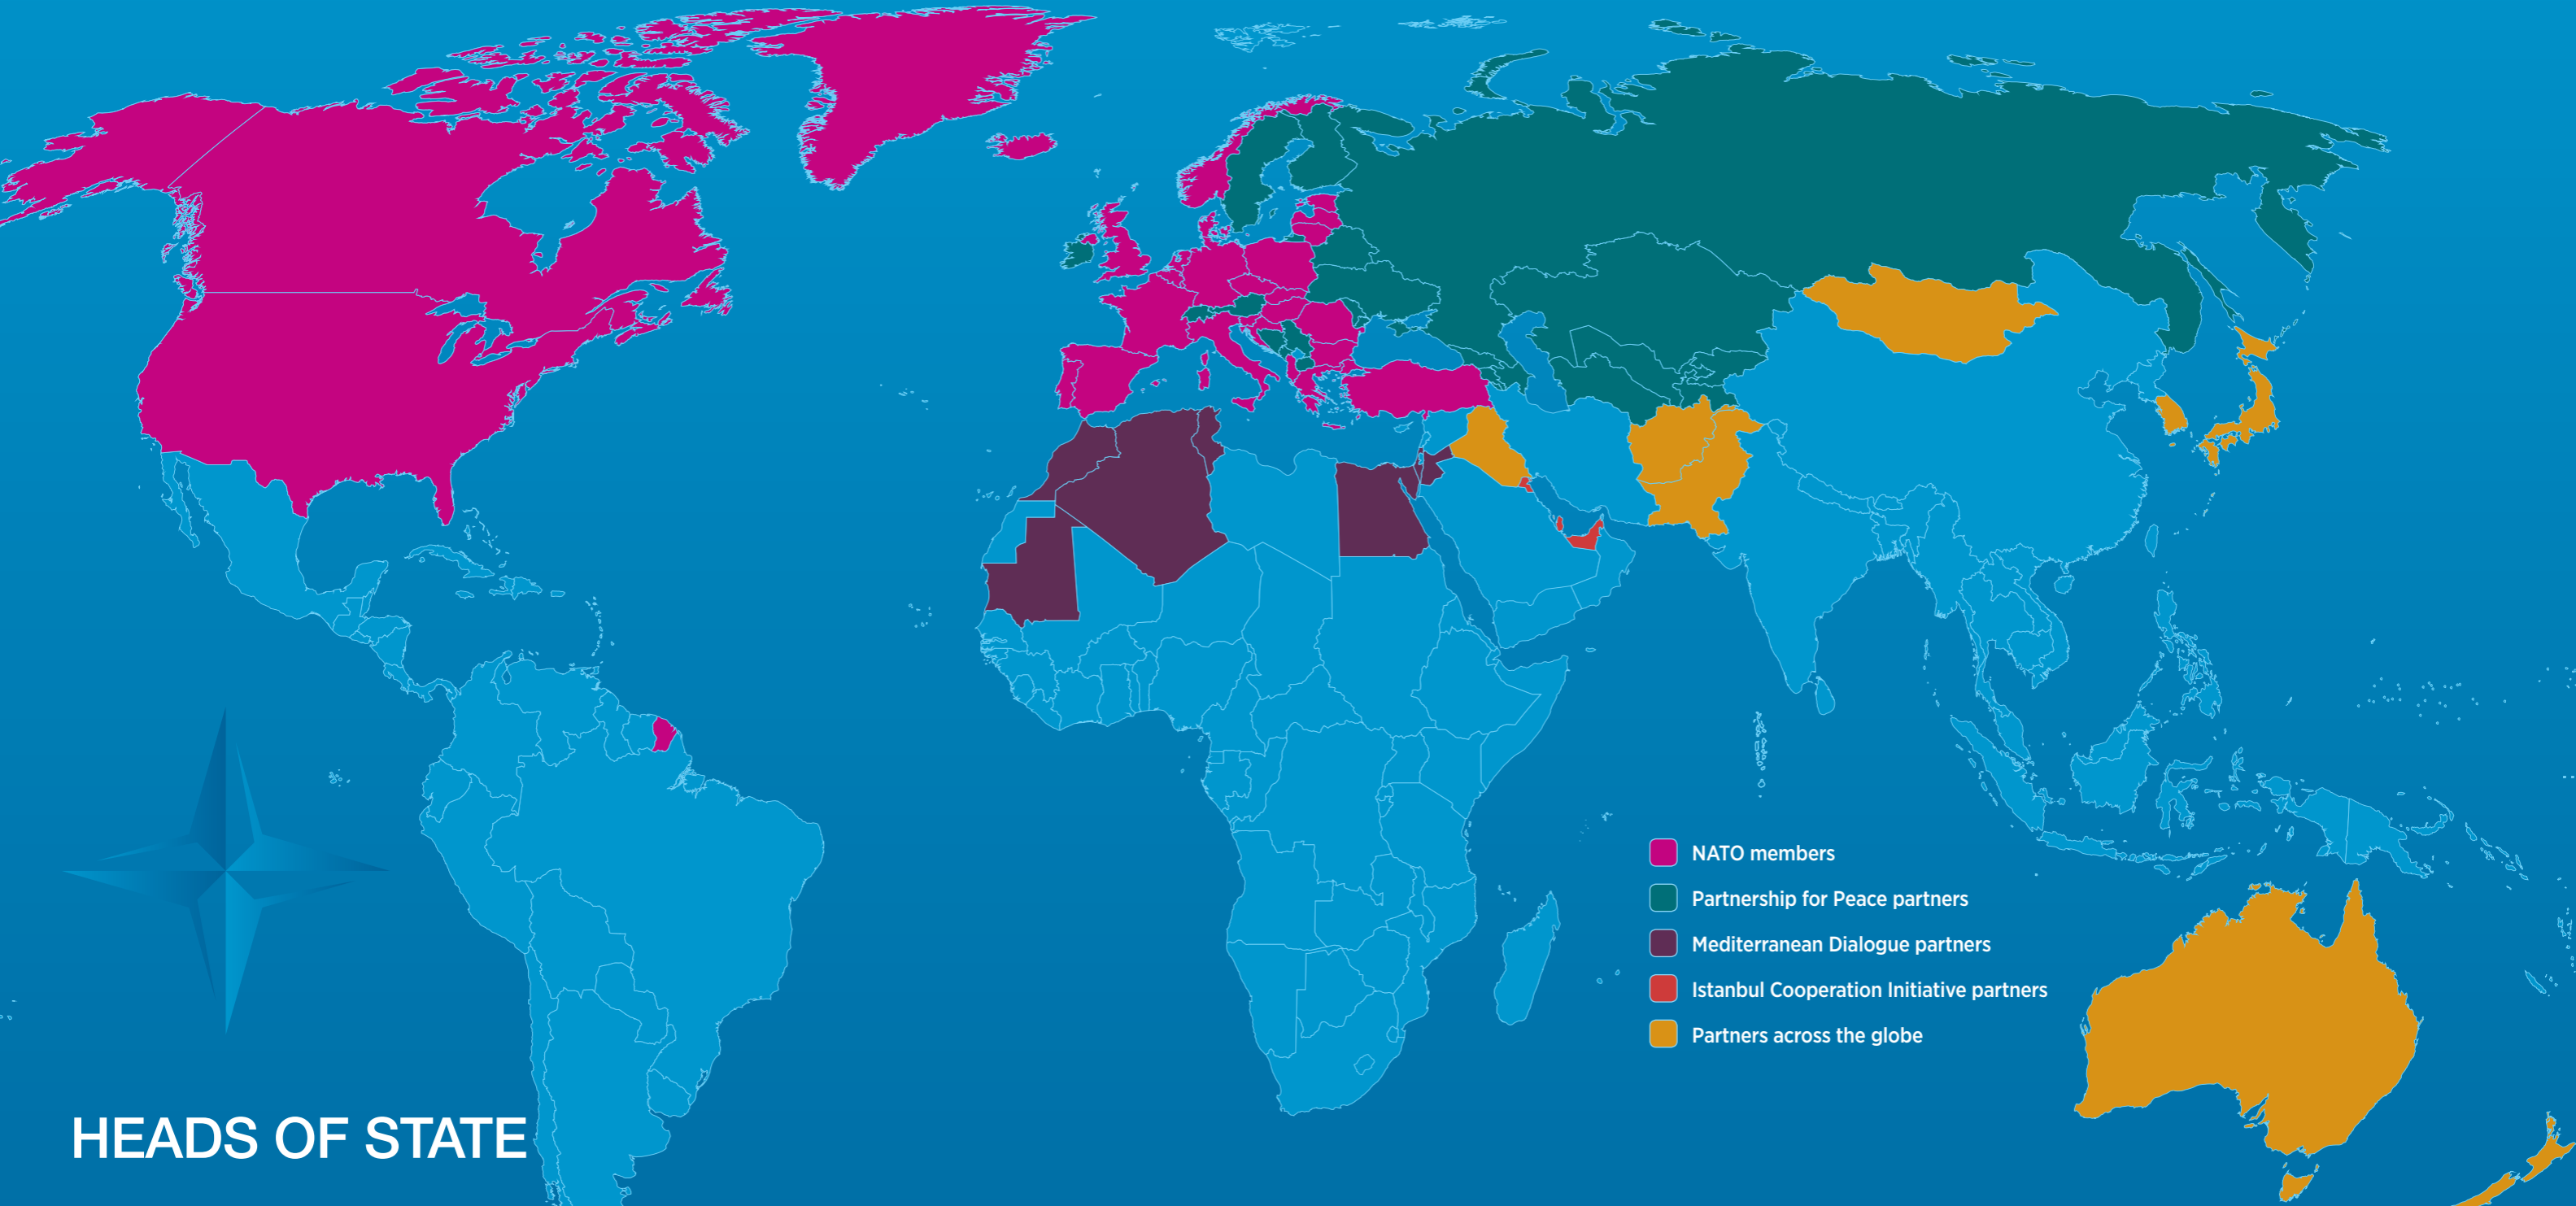 NATO members
Partnership for Peace partners
Mediterranean Dialogue partners
Istanbul Cooperation Initiative partners
Partners across the globe
HEADS OF STATE